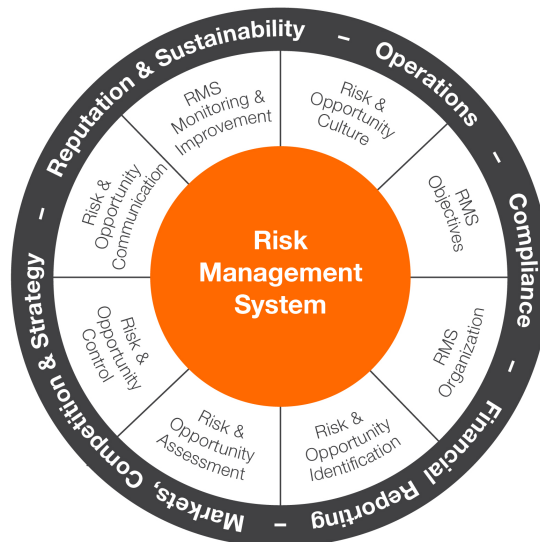 Reputation & Sustainability – Operations – Compliance – Financial Reporting – Markets, Competition & Strategy –
RMS
Monitoring &
Improvement
Risk &
Opportunity
Culture
RMS
Objectives
RMS
Organization
Risk &
Opportunity
Identification
Risk &
Opportunity
Assessment
Risk &
Opportunity
Control
Risk &
Opportunity
Communication
Risk
Management
System